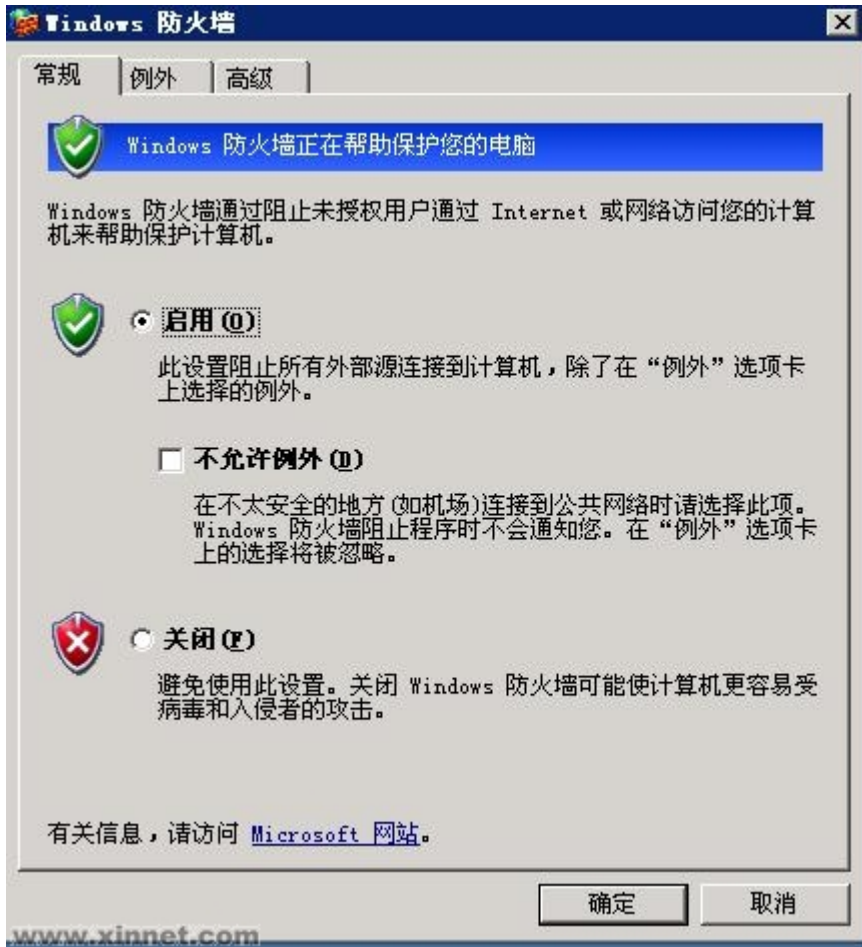 Windows 防火墙
常规 例外 高级
Windows 防火墙正在帮助保护您的电脑
Windows 防火墙通过阻止未授权用户通过 Internet 或网络访问您的计算
机来帮助保护计算机。
启用(O)
此设置阻止所有外部源连接到计算机，除了在“例外”选项卡
上选择的例外。
不允许例外(D)
在不太安全的地方(如机场)连接到公共网络时请选择此项。
Windows 防火墙阻止程序时不会通知您。在“例外”选项卡
上的选择将被忽略。
关闭(F)
避免使用此设置。关闭 Windows 防火墙可能使计算机更容易受
病毒和入侵者的攻击。
有关信息，请访问 Microsoft 网站。
确定 取消
www.xinnet.com